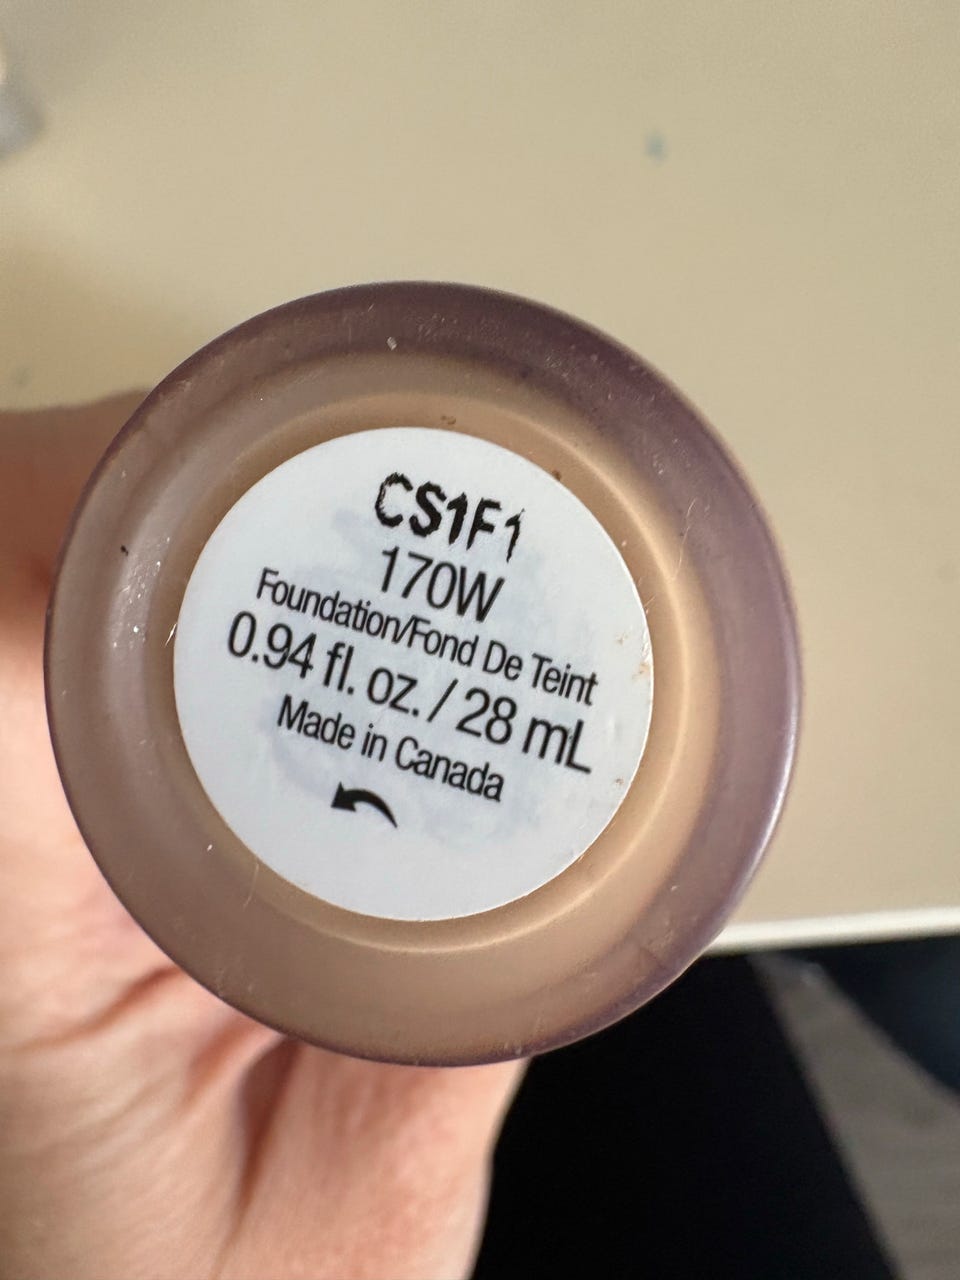 CS1F1
170W
Foundation/Fond De Teint
0.94 fl. oz. / 28 mL
Made in Canada